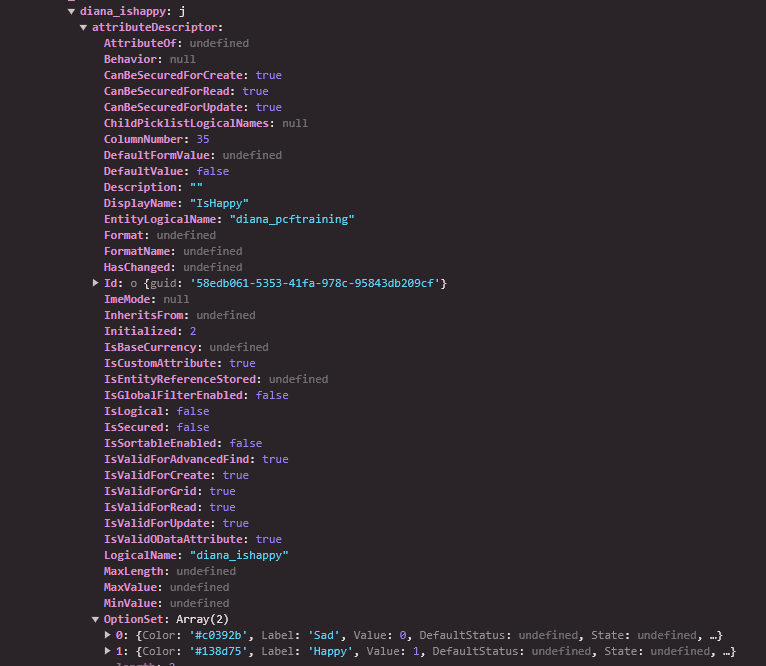 diana_ishappy: j
attributeDescriptor:
AttributeOf: undefined
Behavior: null
CanBeSecuredForCreate: true
CanBeSecuredForRead: true
CanBeSecuredForUpdate: true
ChildPicklistLogicalNames: null
ColumnNumber: 35
DefaultFormValue: undefined
DefaultValue: false
Description: ""
DisplayName: "IsHappy"
EntityLogicalName: "diana_pcftraining"
Format: undefined
FormatName: undefined
HasChanged: undefined
Id: o {guid: '58edb061-5353-41fa-978c-95843db209cf'}
ImeMode: null
InheritsFrom: undefined
Initialized: 2
IsBaseCurrency: undefined
IsCustomAttribute: true
IsEntityReferenceStored: undefined
IsGlobalFilterEnabled: false
IsLogical: false
IsSecured: false
IsSortableEnabled: false
IsValidForAdvancedFind: true
IsValidForCreate: true
IsValidForGrid: true
IsValidForRead: true
IsValidForUpdate: true
IsValidODataAttribute: true
LogicalName: "diana_ishappy"
MaxLength: undefined
MaxValue: undefined
MinValue: undefined
OptionSet: Array(2)
0: {Color: '#c0392b', Label: 'Sad', Value: 0, DefaultStatus: undefined, State: undefined, …}
1: {Color: '#138d75', Label: 'Happy', Value: 1, DefaultStatus: undefined, State: undefined, …}